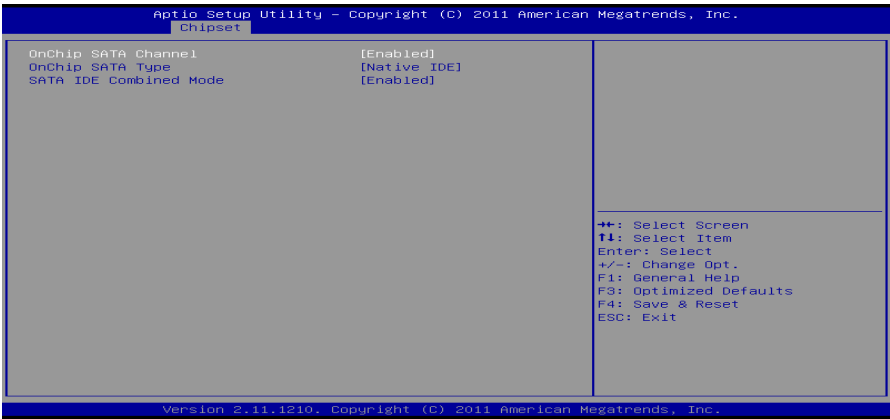 Aptio Setup Utility – Copyright (C) 2011 American Megatrends, Inc.
Chipset
OnChip SATA Channel [Enabled]
OnChip SATA Type [Native IDE]
SATA IDE Combined Mode [Enabled]
→←: Select Screen
↑↓: Select Item
Enter: Select
+/-: Change Opt.
F1: General Help
F3: Optimized Defaults
F4: Save & Reset
ESC: Exit
Version 2.11.1210. Copyright (C) 2011 American Megatrends, Inc.